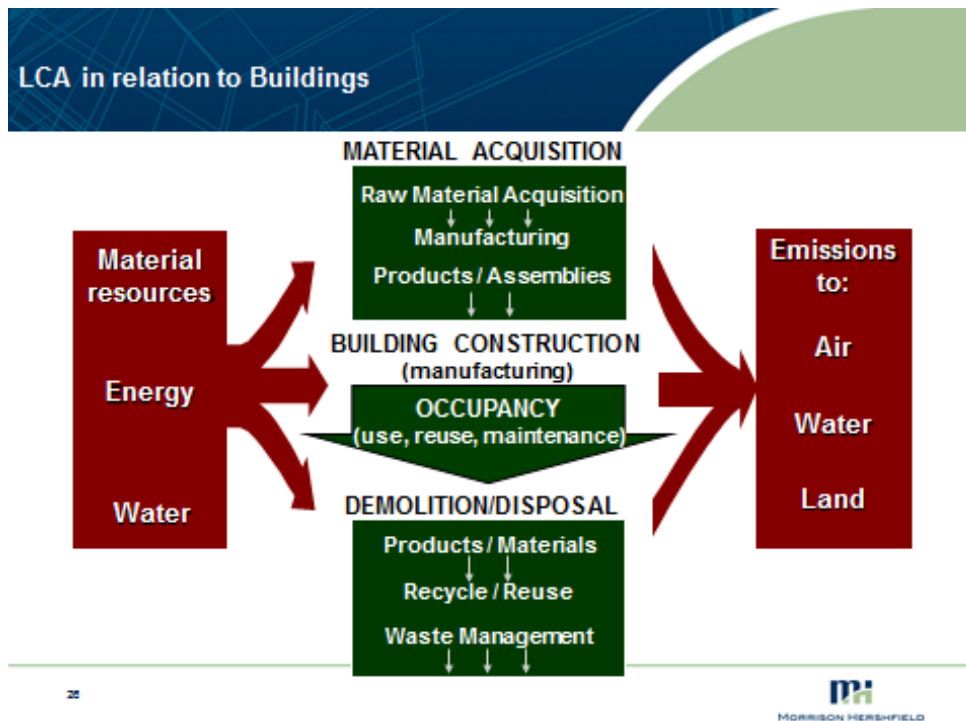 LCA in relation to Buildings
MATERIAL ACQUISITION
Raw Material Acquisition
Manufacturing
Products / Assemblies
Material
resources
Energy
Water
BUILDING CONSTRUCTION
(manufacturing)
OCCUPANCY
(use, reuse, maintenance)
DEMOLITION/DISPOSAL
Products / Materials
Recycle / Reuse
Waste Management
Emissions
to:
Air
Water
Land
MORRISON HERSHFIELD